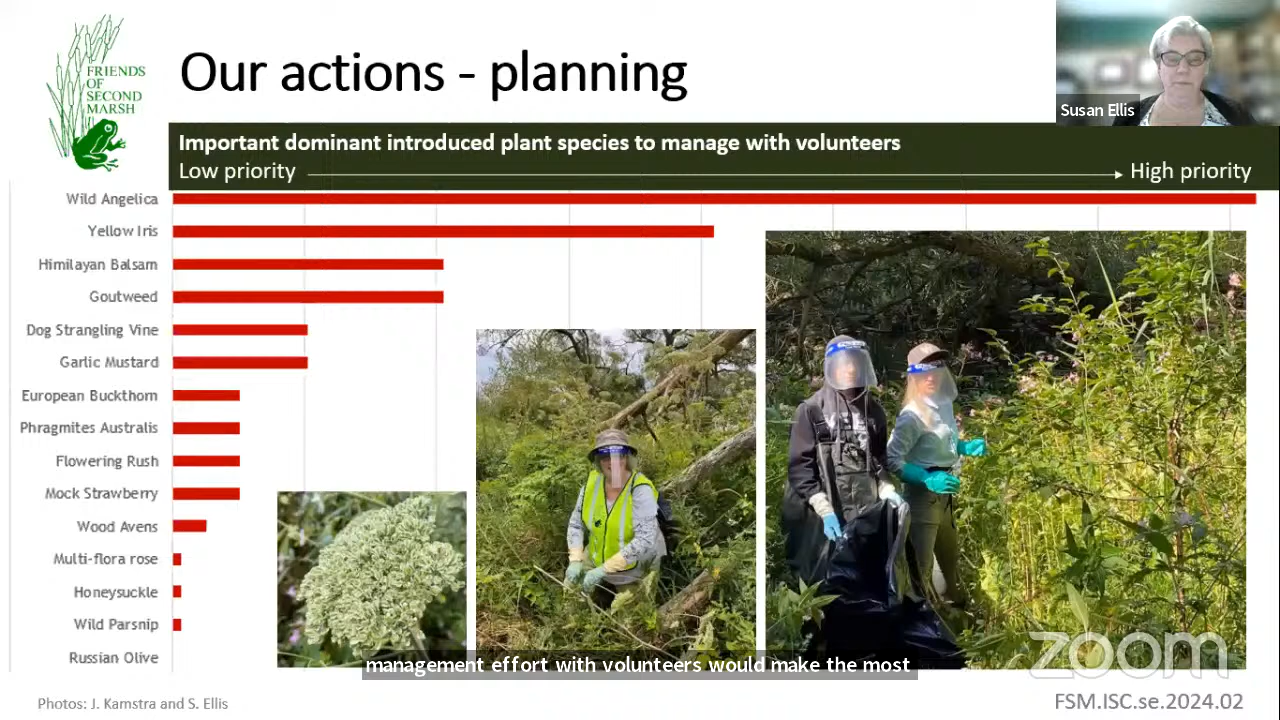 FRIENDS
OF
SECOND
MARSH
Our actions - planning
Susan Ellis
Important dominant introduced plant species to manage with volunteers
Low priority
High priority
Wild Angelica
Yellow Iris
Himilayan Balsam
Goutweed
Dog Strangling Vine
Garlic Mustard
European Buckthorn
Phragmites Australis
Flowering Rush
Mock Strawberry
Wood Avens
Multi-flora rose
Honeysuckle
Wild Parsnip
Russian Olive
management effort with volunteers would make the most
zoom
Photos: J. Kamstra and S. Ellis
FSM.ISC.se.2024.02